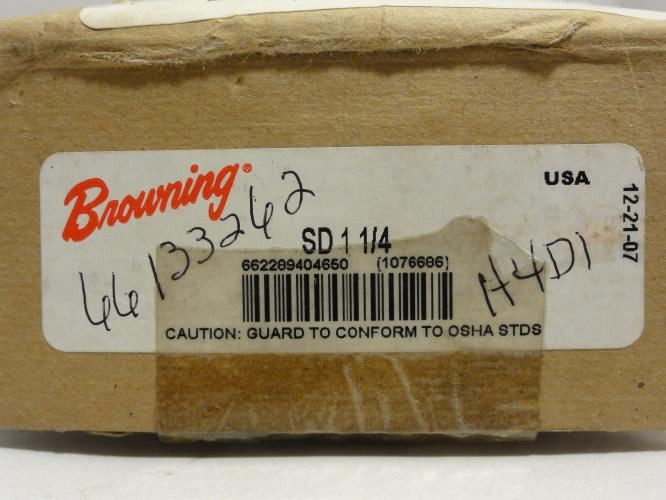 Browning®
USA
12-21-07
66133262
SD 1 1/4
662289404650 (1076686)
H4D1
CAUTION: GUARD TO CONFORM TO OSHA STDS